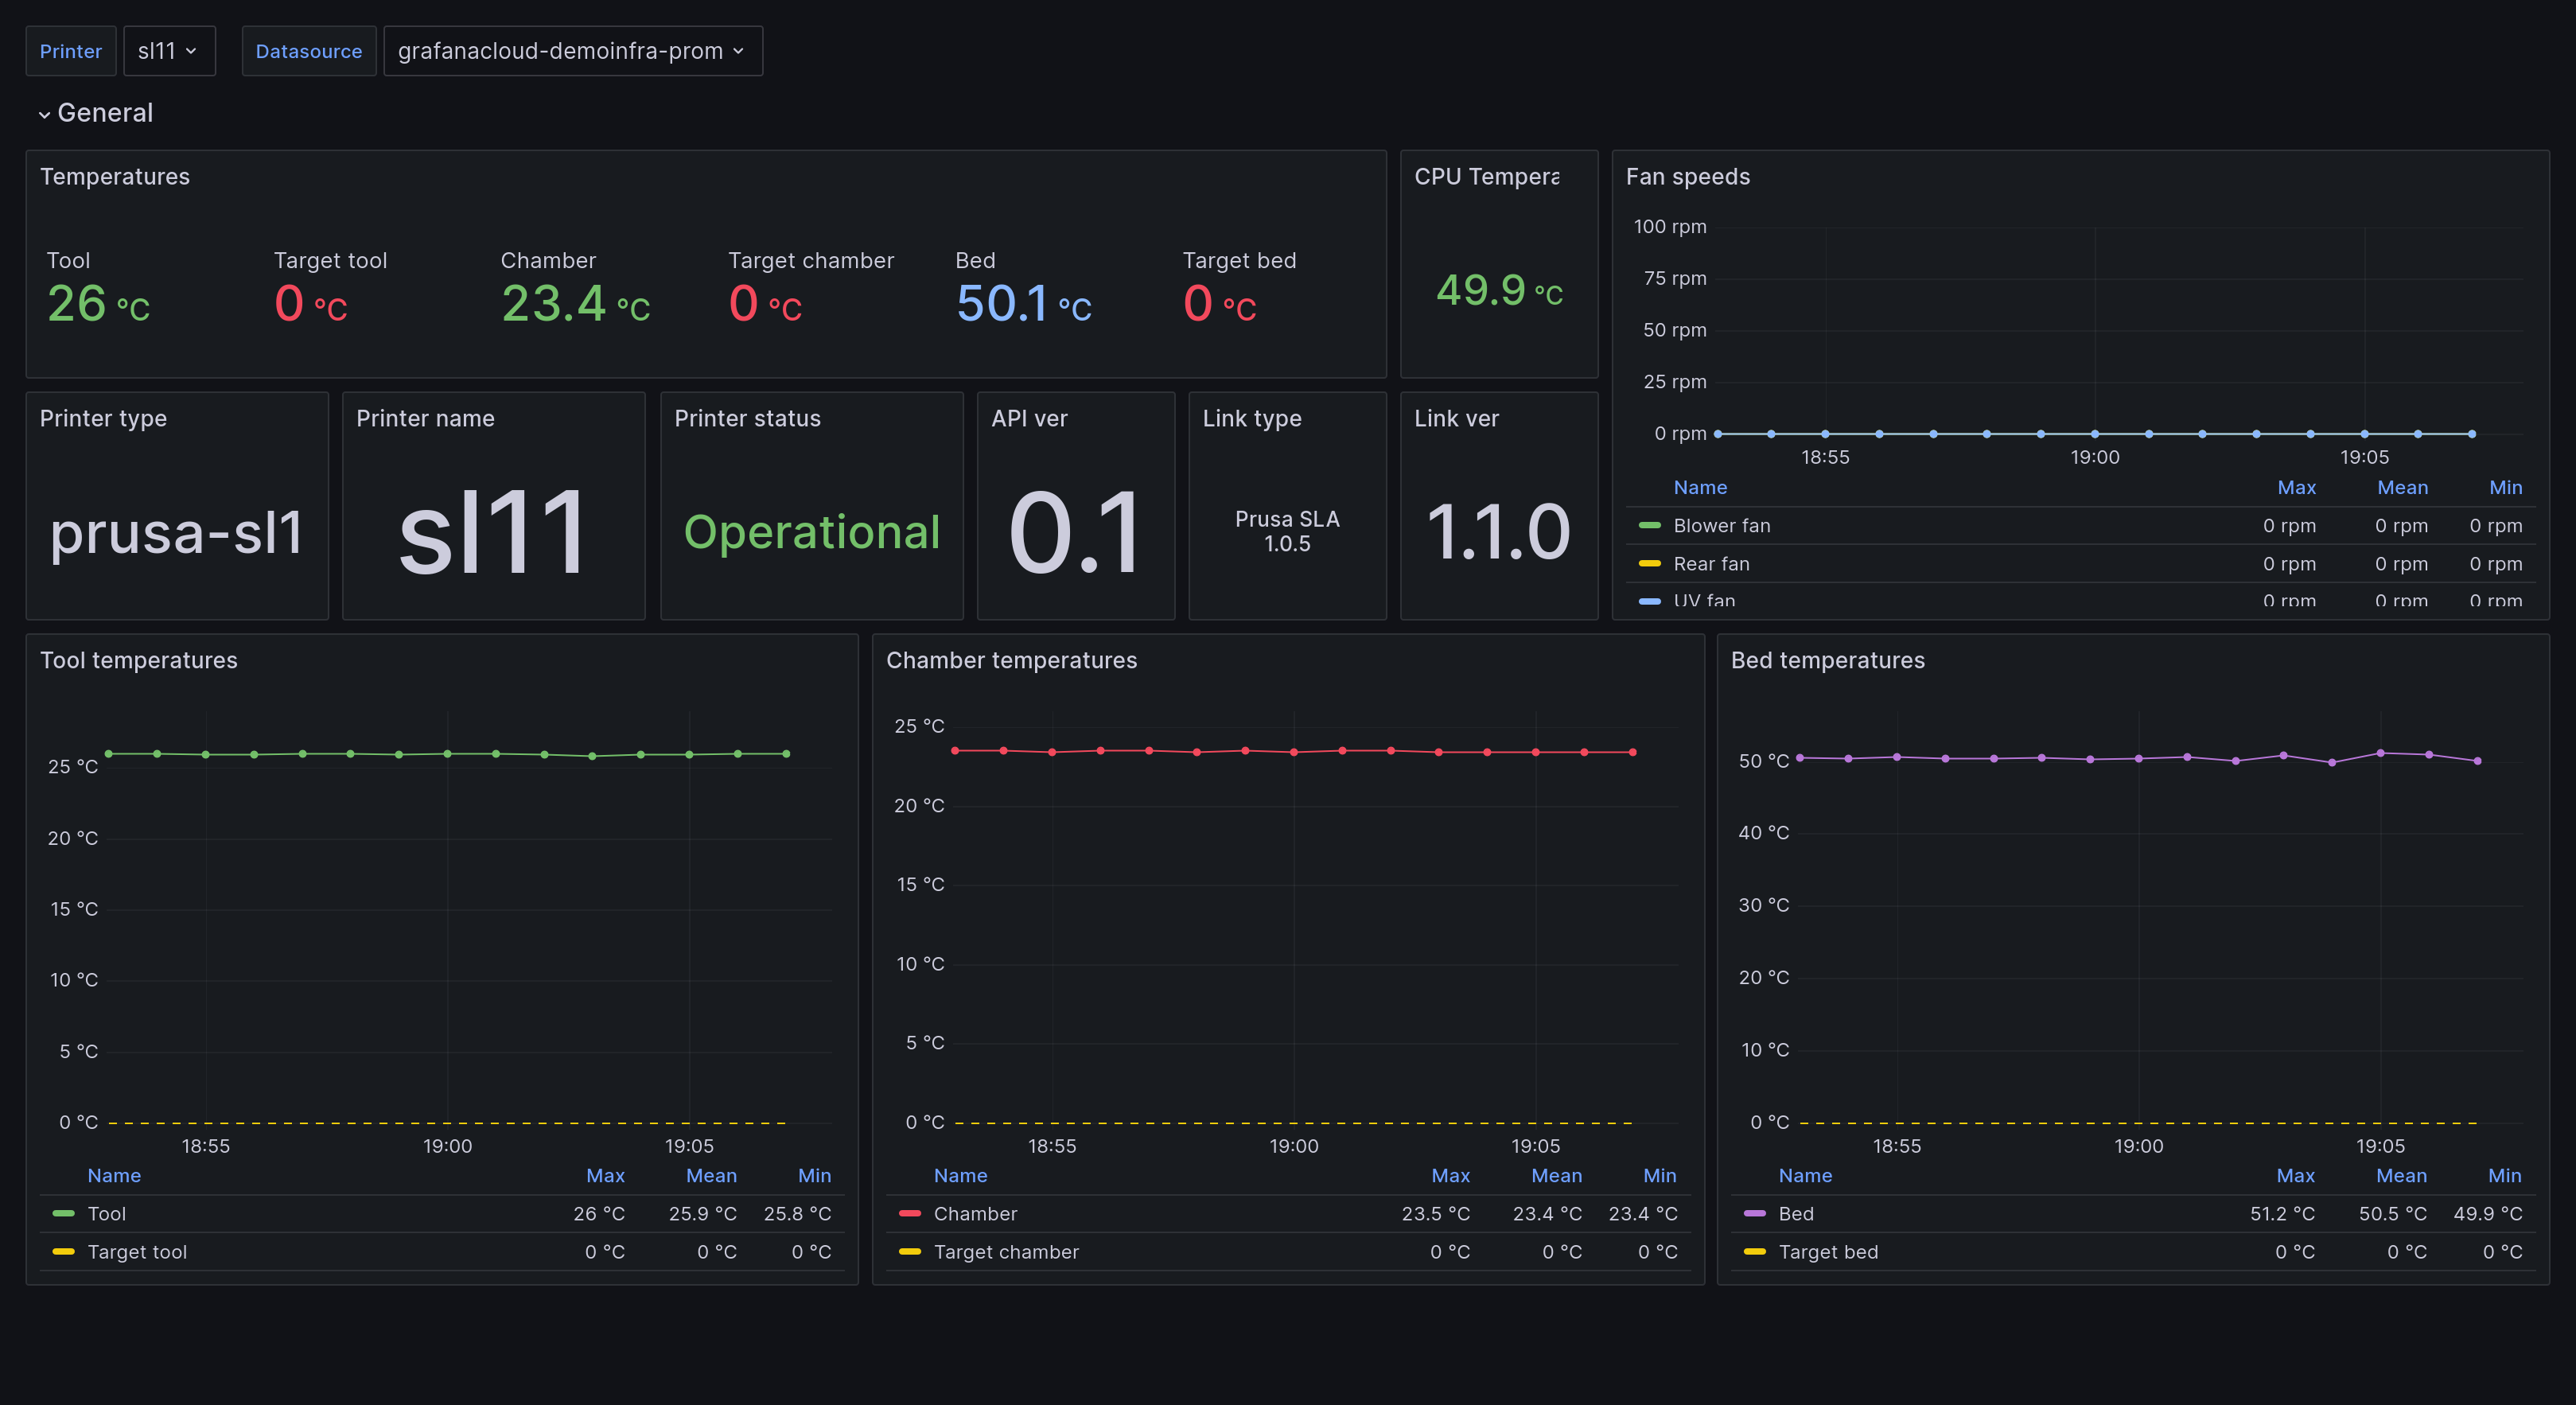 Printer sl11 Datasource grafanacloud-demoinfra-prom
General
Temperatures
Tool Target tool Chamber Target chamber Bed Target bed
26 °C 0 °C 23.4 °C 0 °C 50.1 °C 0 °C
CPU Tempera
49.9 °C
Fan speeds
100 rpm
75 rpm
50 rpm
25 rpm
0 rpm
18:55 19:00 19:05
Name Max Mean Min
Blower fan 0 rpm 0 rpm 0 rpm
Rear fan 0 rpm 0 rpm 0 rpm
UV fan 0 rpm 0 rpm 0 rpm
Printer type
prusa-sl1
Printer name
sl11
Printer status
Operational
API ver
0.1
Link type
Prusa SLA
1.0.5
Link ver
1.1.0
Tool temperatures
25 °C
20 °C
15 °C
10 °C
5 °C
0 °C
18:55 19:00 19:05
Name Max Mean Min
Tool 26 °C 25.9 °C 25.8 °C
Target tool 0 °C 0 °C 0 °C
Chamber temperatures
25 °C
20 °C
15 °C
10 °C
5 °C
0 °C
18:55 19:00 19:05
Name Max Mean Min
Chamber 23.5 °C 23.4 °C 23.4 °C
Target chamber 0 °C 0 °C 0 °C
Bed temperatures
50 °C
40 °C
30 °C
20 °C
10 °C
0 °C
18:55 19:00 19:05
Name Max Mean Min
Bed 51.2 °C 50.5 °C 49.9 °C
Target bed 0 °C 0 °C 0 °C